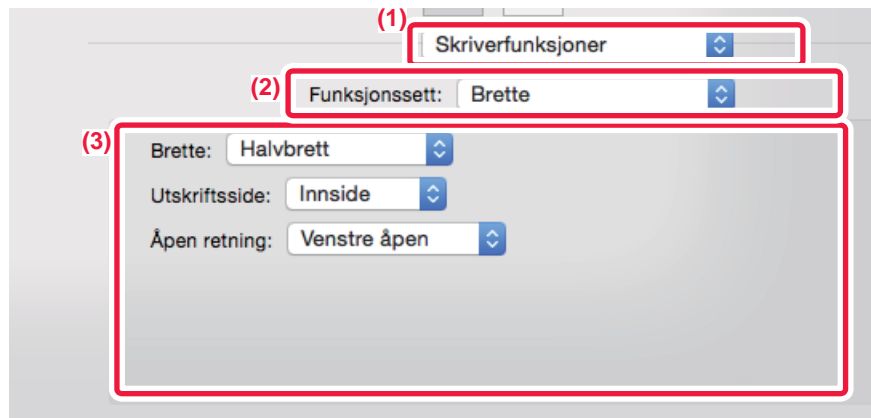 (1)
Skriverfunksjoner
(2)
Funksjonssett: Brette
(3)
Brette: Halvbrett
Utskriftsside: Innside
Åpen retning: Venstre åpen